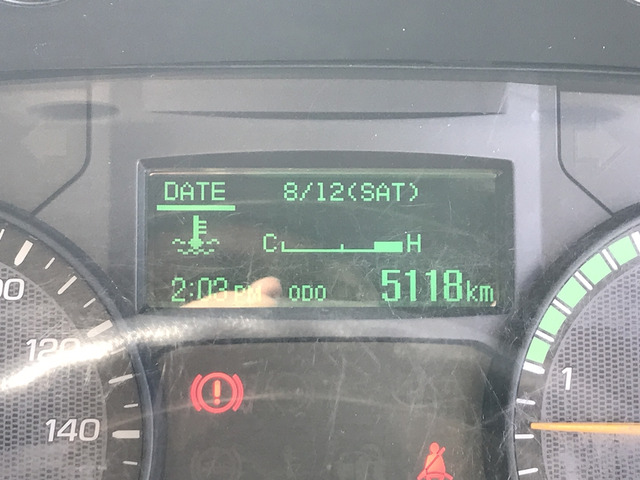 DATE 8/12(SAT)
C H
2:03 PM ODO 5118km
120
140
1